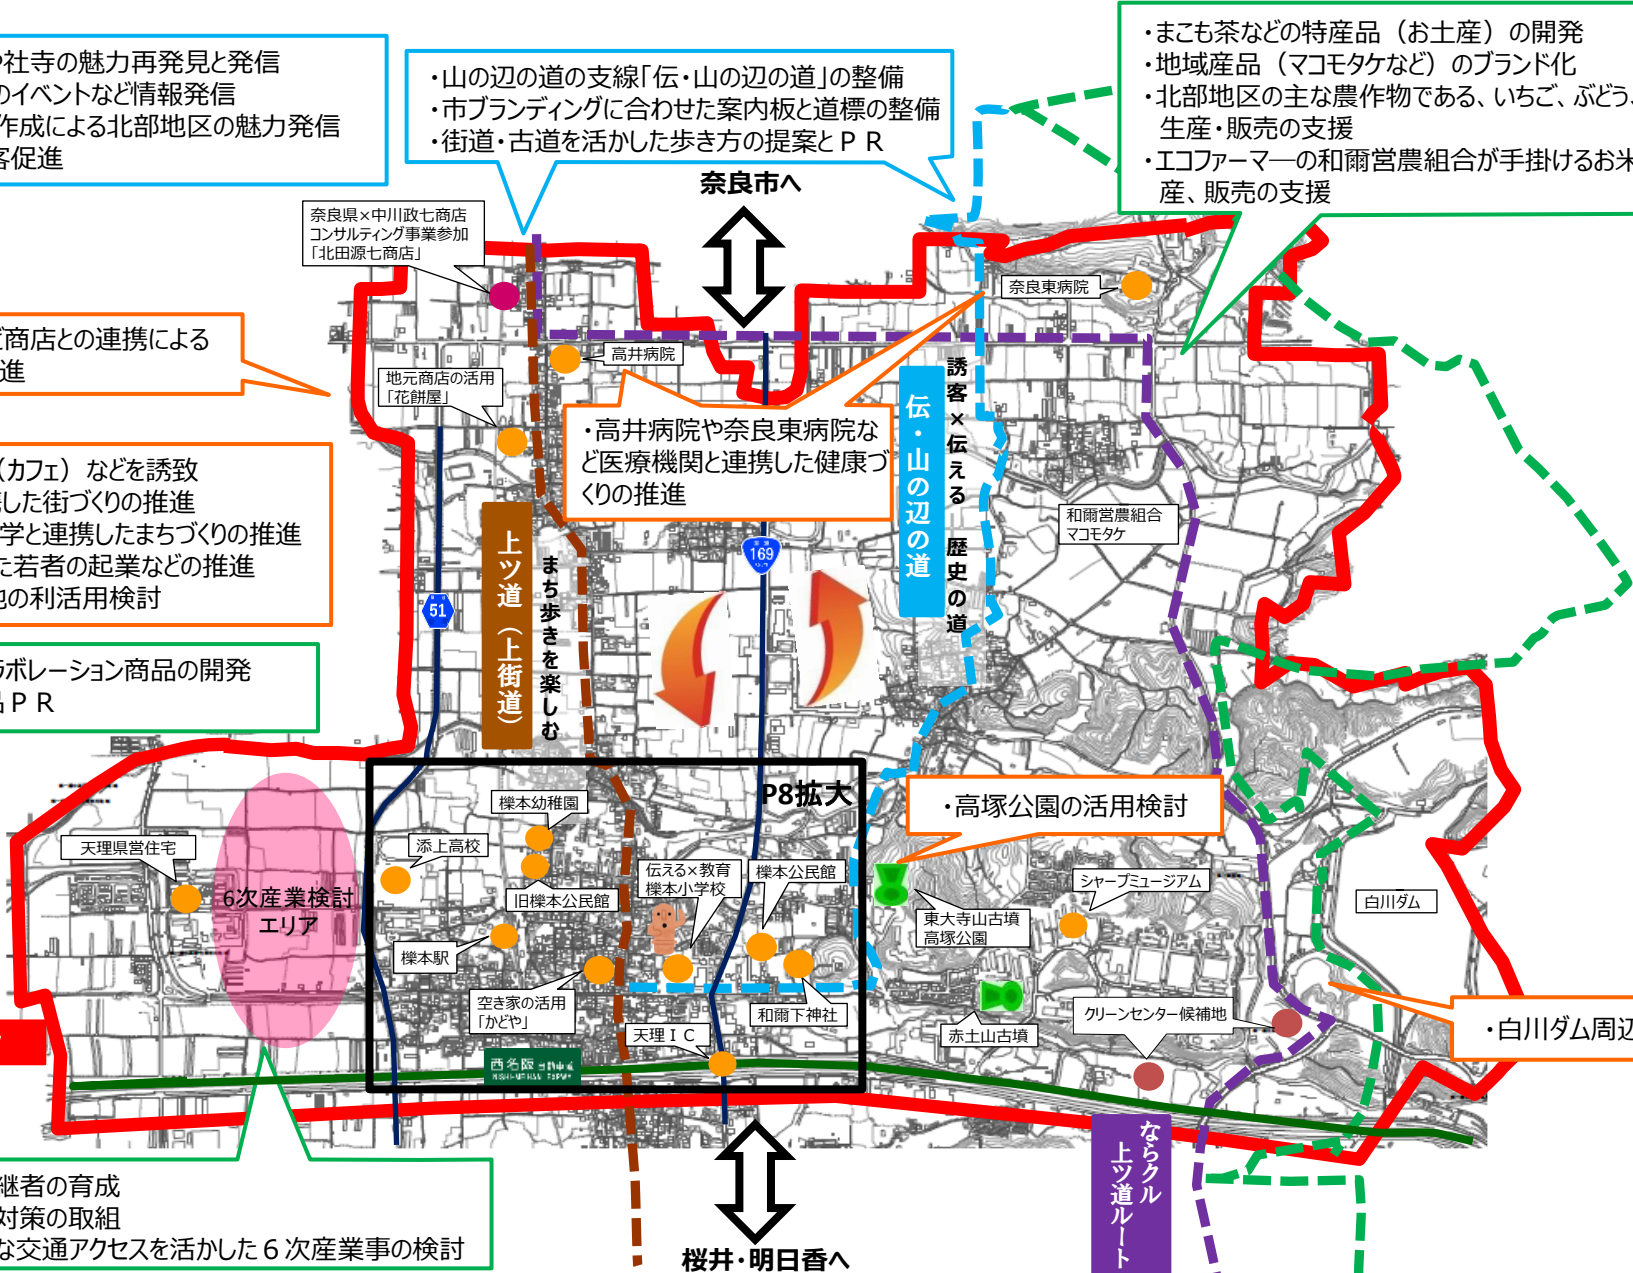 社寺の魅力再発見と発信
のイベントなど情報発信
作成による北部地区の魅力発信
客促進
・山の辺の道の支線「伝・山の辺の道」の整備
・市ブランディングに合わせた案内板と道標の整備
・街道・古道を活かした歩き方の提案とＰＲ
・まこも茶などの特産品（お土産）の開発
・地域産品（マコモタケなど）のブランド化
・北部地区の主な農作物である、いちご、ぶどう、
生産・販売の支援
・エコファーマ―の和爾営農組合が手掛けるお米
産、販売の支援
奈良市へ
奈良県×中川政七商店
コンサルティング事業参加
「北田源七商店」
奈良東病院
商店との連携による
進
高井病院
地元商店の活用
「花餅屋」
・高井病院や奈良東病院な
ど医療機関と連携した健康づ
くりの推進
伝・山の辺の道
誘客×伝える　歴史の道
（カフェ）などを誘致
した街づくりの推進
学と連携したまちづくりの推進
た若者の起業などの推進
地の利活用検討
和爾営農組合
マコモタケ
169
51
上ツ道（上街道）
まち歩きを楽しむ
ラボレーション商品の開発
品ＰＲ
P8拡大
・高塚公園の活用検討
櫟本幼稚園
添上高校
天理県営住宅
6次産業検討
エリア
旧櫟本公民館
伝える×教育
櫟本小学校
櫟本公民館
シャープミュージアム
白川ダム
東大寺山古墳
高塚公園
櫟本駅
空き家の活用
「かどや」
和爾下神社
天理ＩＣ
赤土山古墳
クリーンセンター候補地
・白川ダム周辺
西名阪自動車道
ならクル
上ツ道ルート
継者の育成
対策の取組
な交通アクセスを活かした６次産業事の検討
桜井・明日香へ